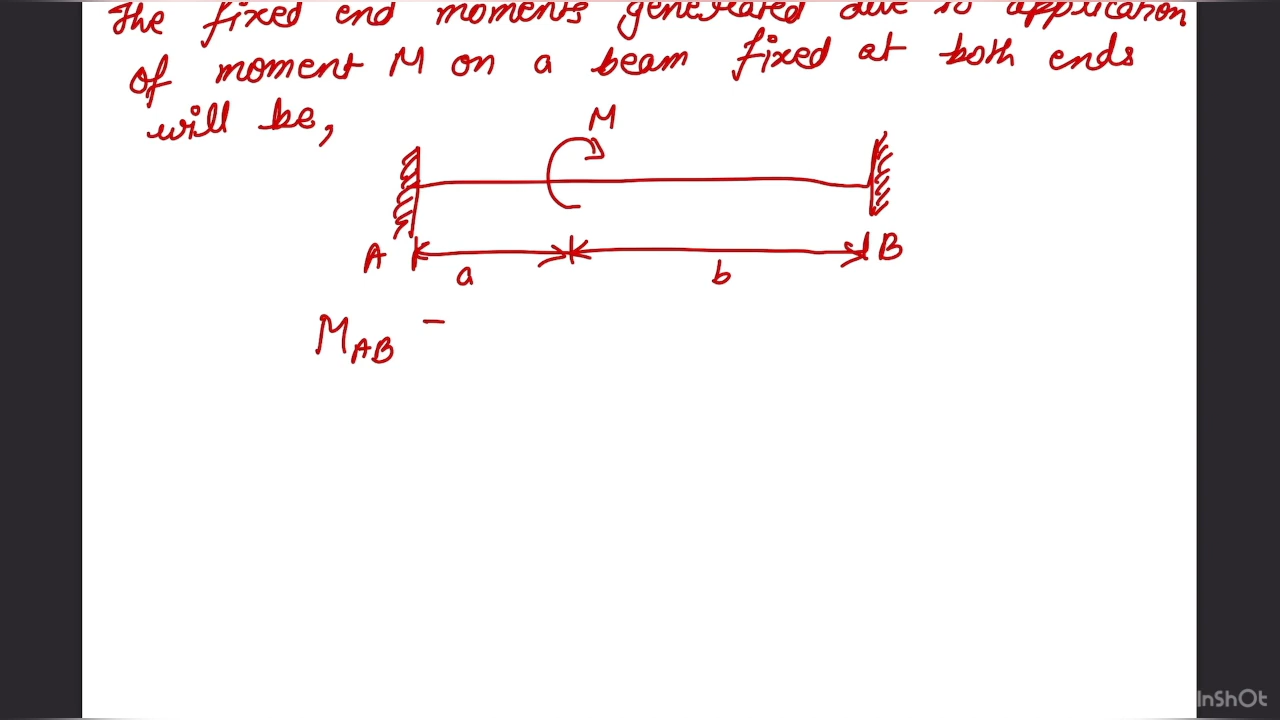 The fixed end moments generated due to application
of moment M on a beam fixed at both ends
will be,
M
A
B
a
b
M_AB -
InShOt